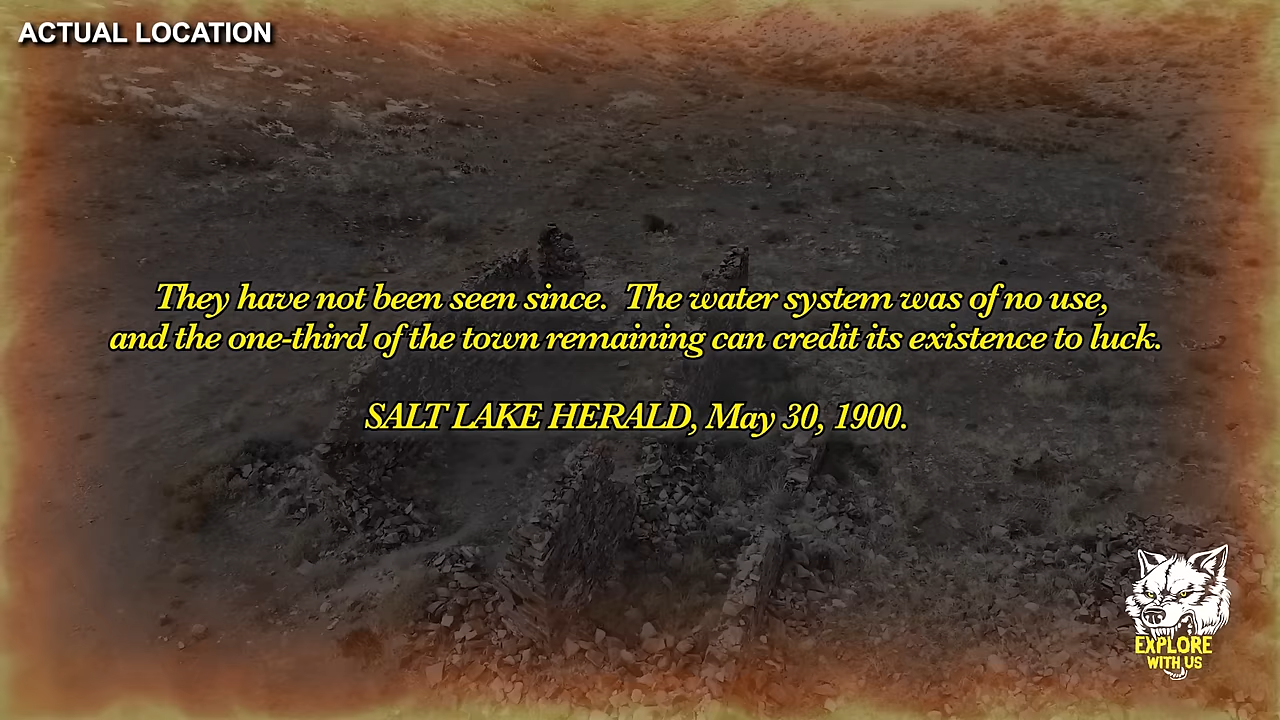 ACTUAL LOCATION
They have not been seen since. The water system was of no use,
and the one-third of the town remaining can credit its existence to luck.
SALT LAKE HERALD, May 30, 1900.
EXPLORE
WITH US